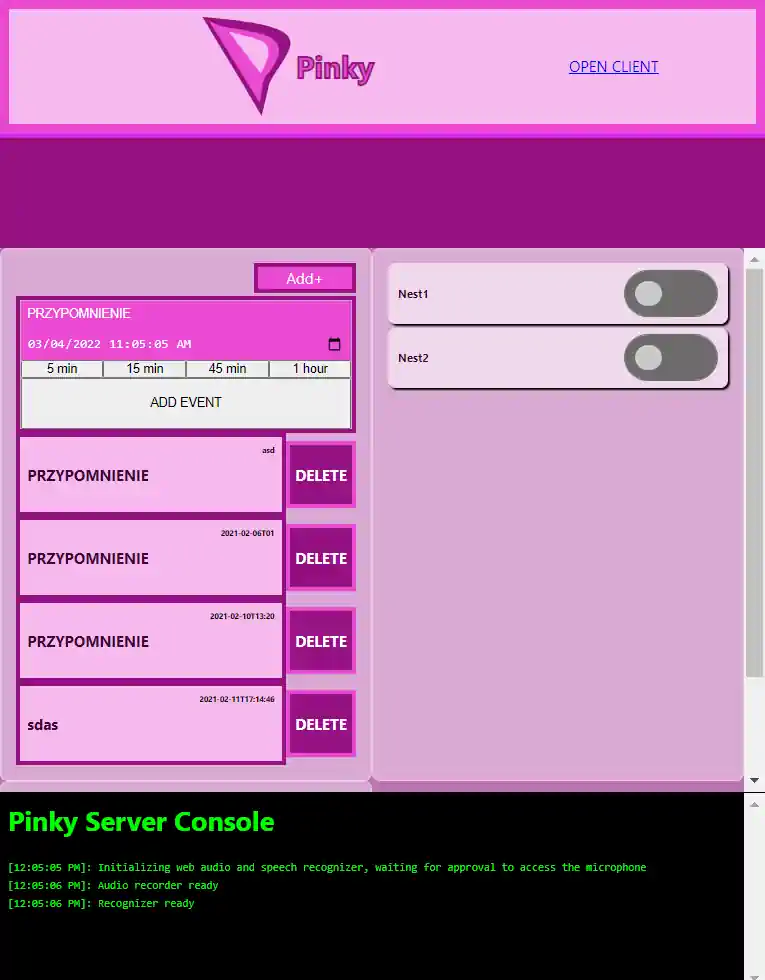 Pinky
OPEN CLIENT
Add+
PRZYPOMNIENIE
03/04/2022 11:05:05 AM
5 min 15 min 45 min 1 hour
ADD EVENT
asd
PRZYPOMNIENIE
DELETE
2021-02-06T01
PRZYPOMNIENIE
DELETE
2021-02-10T13:20
PRZYPOMNIENIE
DELETE
2021-02-11T17:14:46
sdas
DELETE
Nest1
Nest2
Pinky Server Console
[12:05:05 PM]: Initializing web audio and speech recognizer, waiting for approval to access the microphone
[12:05:06 PM]: Audio recorder ready
[12:05:06 PM]: Recognizer ready